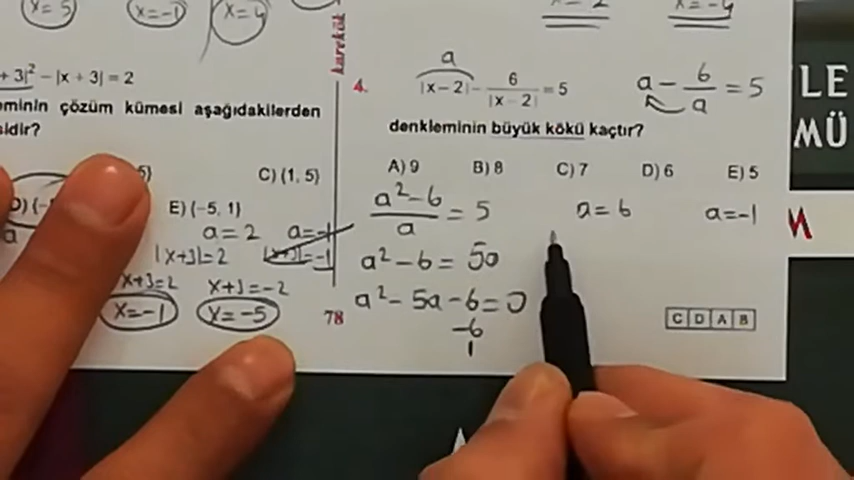 x=5
x=-1
x=4
x=-4
karekök
+ 3|² – |x + 3| = 2
çözüm kümesi aşağıdakilerden
C) {1, 5}
E) {-5, 1}
a=2 a=-1
|x+3|=2 |x+3|=-1
x+3=2 x+3=-2
x=-1 x=-5
78
4.
a
|x – 2| – 6/|x – 2| = 5
a - 6/a = 5
denkleminin büyük kökü kaçtır?
A) 9 B) 8 C) 7 D) 6 E) 5
(a²-6)/a = 5
a=6 a=-1
a²-6=5a
a²-5a-6=0
-6
1
C D A B
LE
MÜ